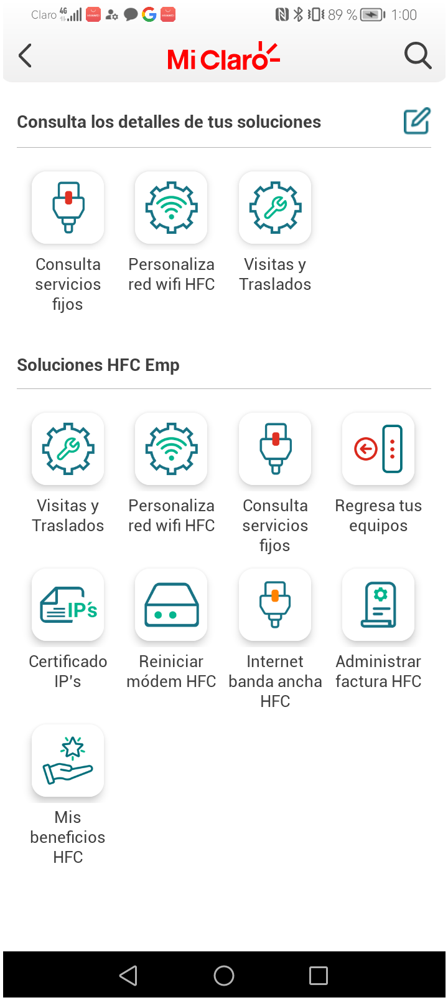 Claro 4G 89 % 1:00
Mi Claro
Consulta los detalles de tus soluciones
Consulta
servicios
fijos
Personaliza
red wifi HFC
Visitas y
Traslados
Soluciones HFC Emp
Visitas y
Traslados
Personaliza
red wifi HFC
Consulta
servicios
fijos
Regresa tus
equipos
IP's
Certificado
IP's
Reiniciar
módem HFC
Internet
banda ancha
HFC
Administrar
factura HFC
Mis
beneficios
HFC